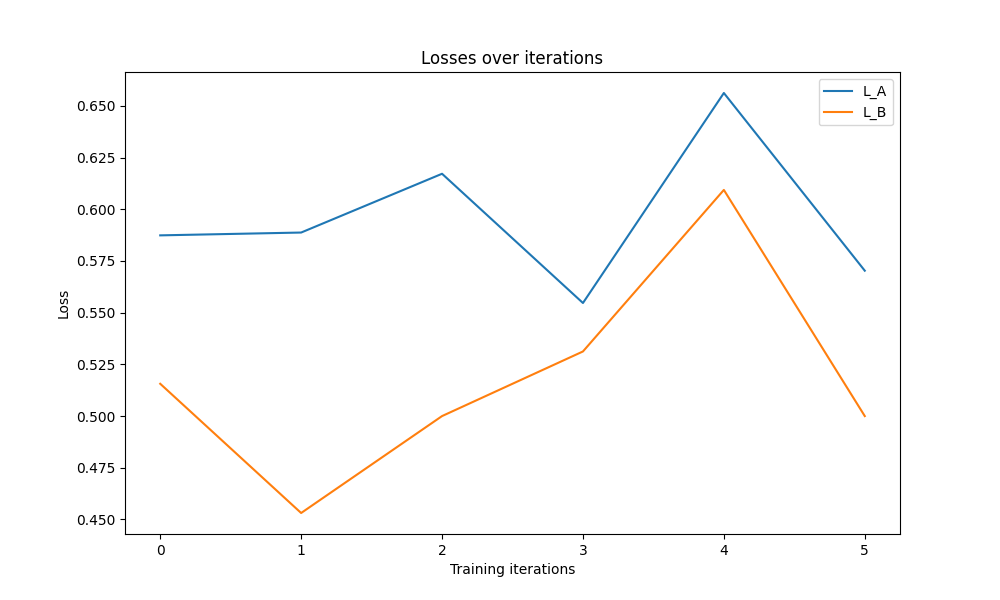 Losses over iterations
L_A
L_B
0.650
0.625
0.600
0.575
0.550
0.525
0.500
0.475
0.450
Loss
0 1 2 3 4 5
Training iterations